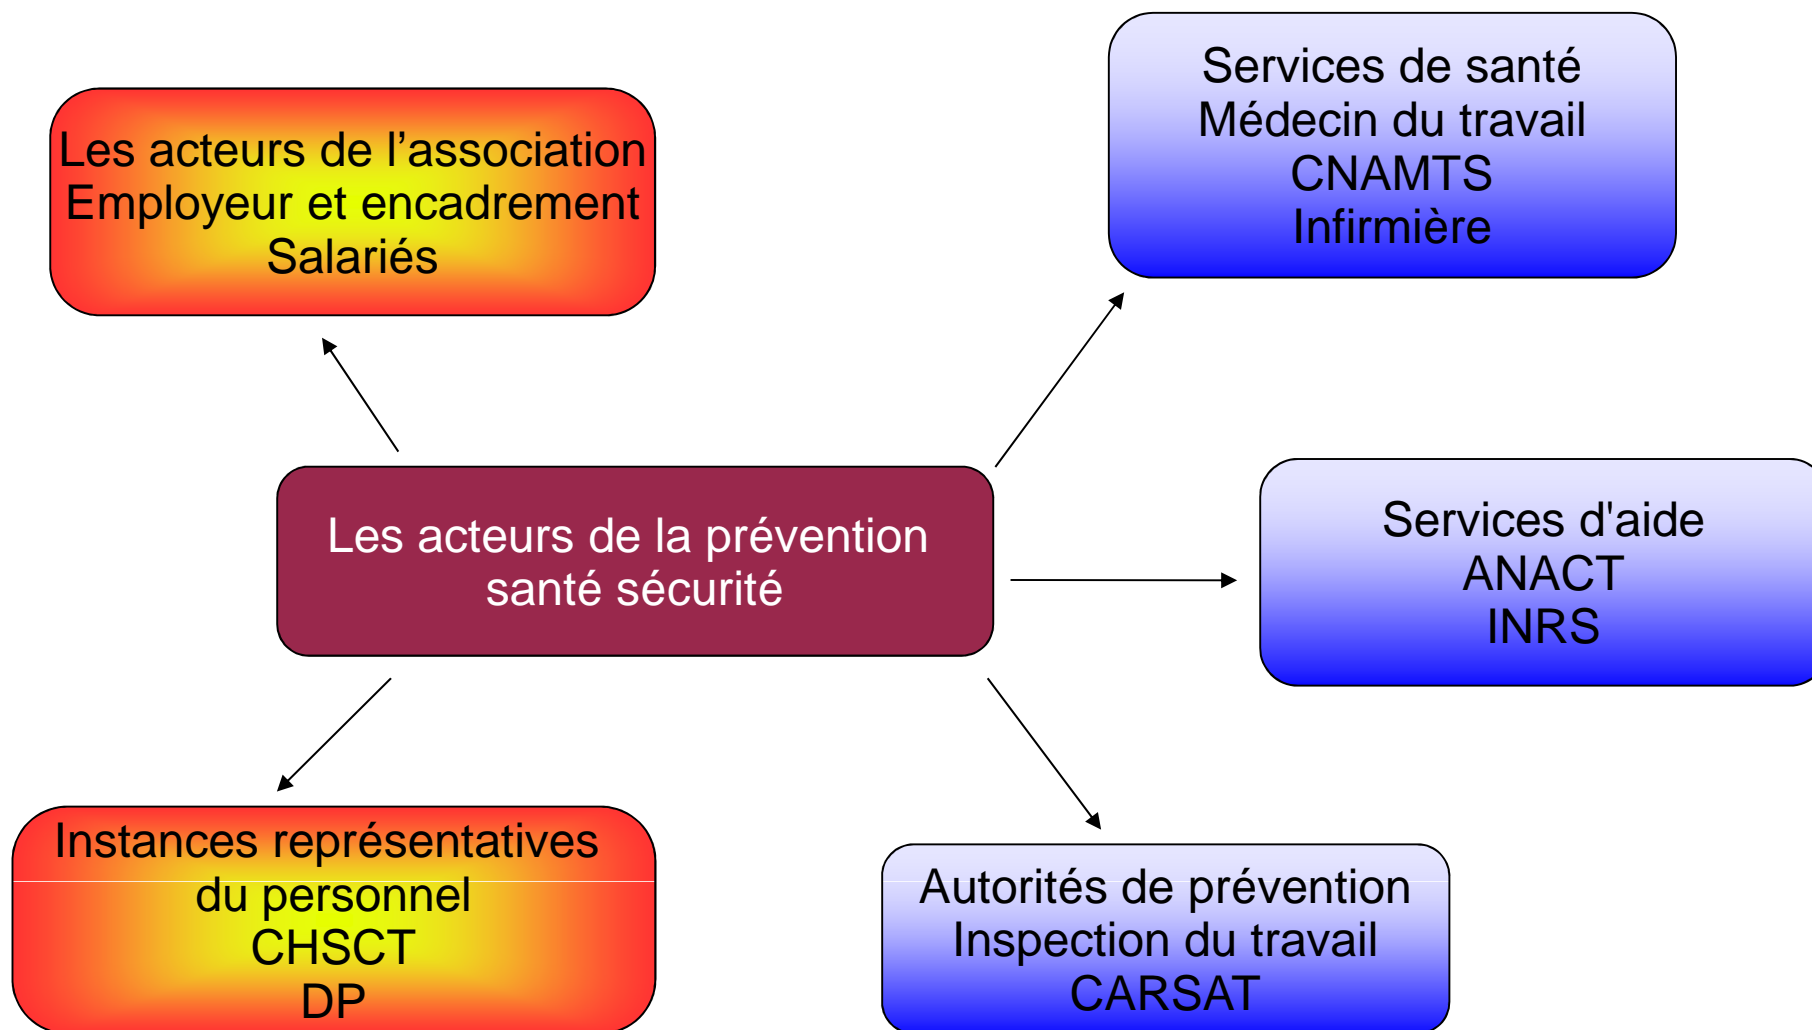 Les acteurs de l’association
Employeur et encadrement
Salariés
Services de santé
Médecin du travail
CNAMTS
Infirmière
Les acteurs de la prévention
santé sécurité
Services d'aide
ANACT
INRS
Instances représentatives
du personnel
CHSCT
DP
Autorités de prévention
Inspection du travail
CARSAT